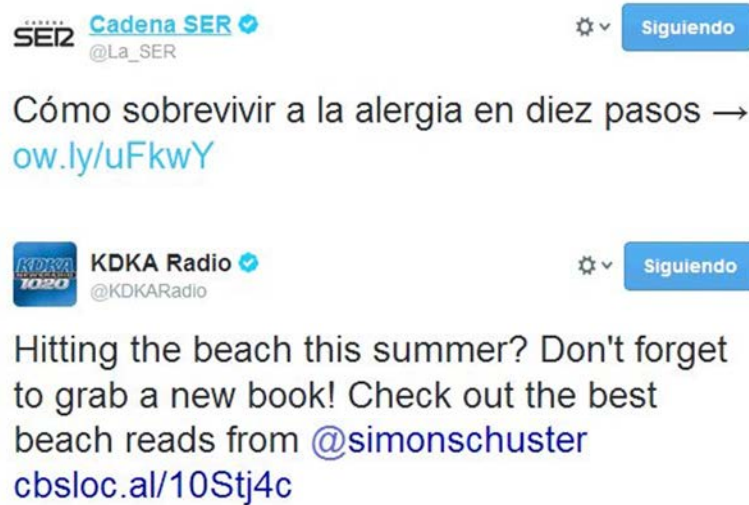 CADENA
SER
Cadena SER
@La_SER
Siguiendo
Cómo sobrevivir a la alergia en diez pasos →
ow.ly/uFkwY
KDKA
NEWSRADIO
1020
KDKA Radio
@KDKARadio
Siguiendo
Hitting the beach this summer? Don't forget
to grab a new book! Check out the best
beach reads from @simonschuster
cbsloc.al/10Stj4c